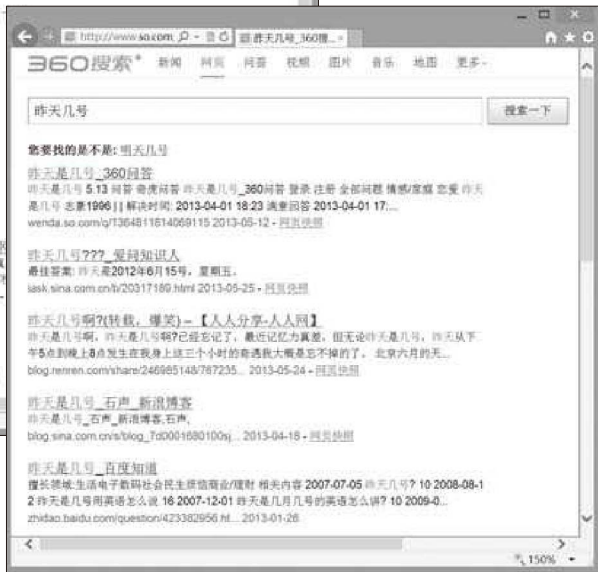 http://www.so.com
昨天几号_360搜...
360搜索 新闻 网页 问答 视频 图片 音乐 地图 更多
昨天几号
搜索一下
您要找的是不是: 明天几号
昨天是几号_360问答
昨天是几号 5.13 问答 奇虎问答 昨天是几号_360问答 登录 注册 全部问题 情感/家庭 恋爱 昨天
是几号 志豪1996 | | 解决时间: 2013-04-01 18:23 满意回答 2013-04-01 17:...
wenda.so.com/q/1364811814069115 2013-05-12 - 网页快照
昨天几号???_爱问知识人
最佳答案: 昨天是2012年6月15号，星期五。
iask.sina.com.cn/b/20317189.html 2013-05-25 - 网页快照
昨天几号啊?(转载，爆笑) – 【人人分享-人人网】
昨天是几号啊，昨天是几号啊?已经忘记了，最近记忆力真差，但无论昨天是几号，昨天从下
午5点到晚上8点发生在我身上这三个小时的奇遇我大概是忘不掉的了， 北京六月的天...
blog.renren.com/share/246985148/767235... 2013-05-24 - 网页快照
昨天是几号_石声_新浪博客
昨天是几号_石声_新浪博客,石声,
blog.sina.com.cn/s/blog_7d0001680100sj... 2013-04-18 - 网页快照
昨天是几号_百度知道
擅长领域:生活电子数码社会民生烦恼商业/理财 相关内容 2007-07-05 昨天几号? 10 2008-08-1
2 昨天是几号用英语怎么说 16 2007-12-01 昨天是几月几号的英语怎么讲? 10 2009-0...
zhidao.baidu.com/question/423382956.ht... 2013-01-26
150%